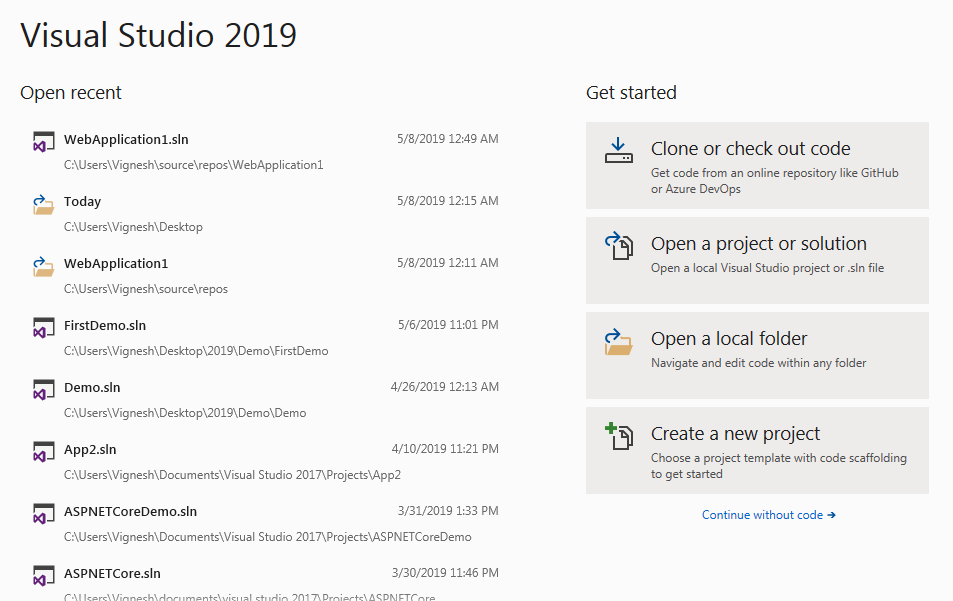 Visual Studio 2019
Open recent
WebApplication1.sln 5/8/2019 12:49 AM
C:\Users\Vignesh\source\repos\WebApplication1
Today 5/8/2019 12:15 AM
C:\Users\Vignesh\Desktop
WebApplication1 5/8/2019 12:11 AM
C:\Users\Vignesh\source\repos
FirstDemo.sln 5/6/2019 11:01 PM
C:\Users\Vignesh\Desktop\2019\Demo\FirstDemo
Demo.sln 4/26/2019 12:13 AM
C:\Users\Vignesh\Desktop\2019\Demo\Demo
App2.sln 4/10/2019 11:21 PM
C:\Users\Vignesh\Documents\Visual Studio 2017\Projects\App2
ASPNETCoreDemo.sln 3/31/2019 1:33 PM
C:\Users\Vignesh\Documents\Visual Studio 2017\Projects\ASPNETCoreDemo
ASPNETCore.sln 3/30/2019 11:46 PM
C:\Users\Vignesh\documents\visual studio 2017\Projects\ASPNETCore
Get started
Clone or check out code
Get code from an online repository like GitHub
or Azure DevOps
Open a project or solution
Open a local Visual Studio project or .sln file
Open a local folder
Navigate and edit code within any folder
Create a new project
Choose a project template with code scaffolding
to get started
Continue without code →